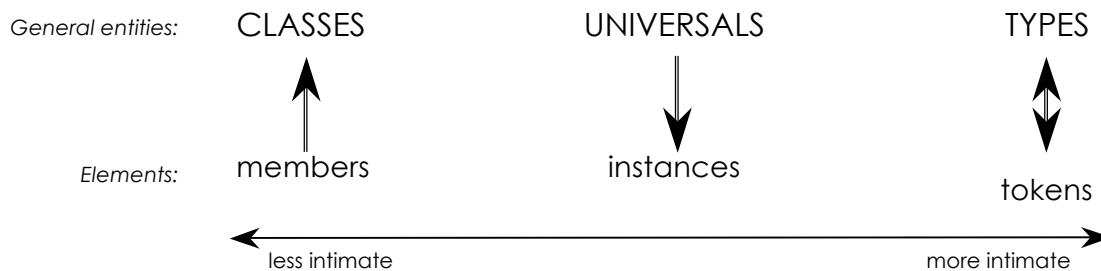 General entities: CLASSES UNIVERSALS TYPES
Elements: members instances tokens
less intimate more intimate